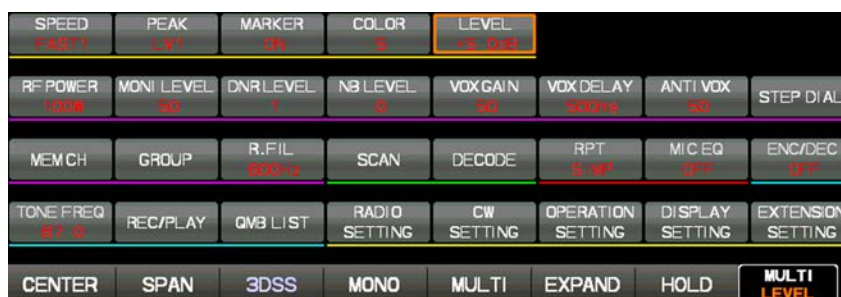 SPEED PEAK MARKER COLOR LEVEL
FAST1 LV1 ON 5 -5.0dB
RF POWER MONI LEVEL DNR LEVEL NB LEVEL VOX GAIN VOX DELAY ANTI VOX STEP DIAL
100W 50 1 0 50 500ms 50
MEM CH GROUP R.FIL SCAN DECODE RPT MIC EQ ENC/DEC
600Hz OFF OFF
TONE FREQ REC/PLAY QMB LIST RADIO SETTING CW SETTING OPERATION SETTING DISPLAY SETTING EXTENSION SETTING
CENTER SPAN 3DSS MONO MULTI EXPAND HOLD MULTI
LEVEL